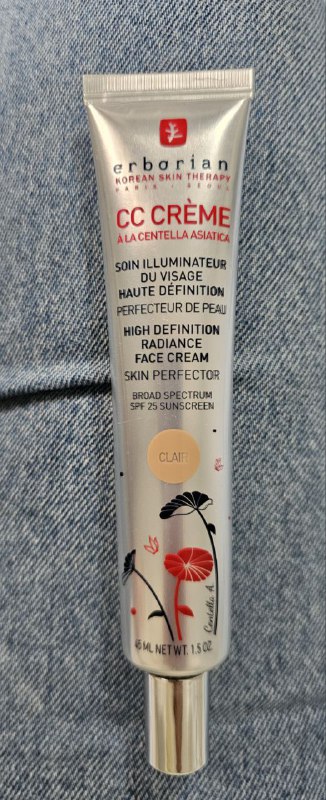 erborian
KOREAN SKIN THERAPY
PARIS · SEOUL
CC CRÈME
À LA CENTELLA ASIATICA
SOIN ILLUMINATEUR
DU VISAGE
HAUTE DÉFINITION
PERFECTEUR DE PEAU
HIGH DEFINITION
RADIANCE
FACE CREAM
SKIN PERFECTOR
BROAD SPECTRUM
SPF 25 SUNSCREEN
CLAIR
Centella A.
45 ML NET WT. 1.5 OZ.